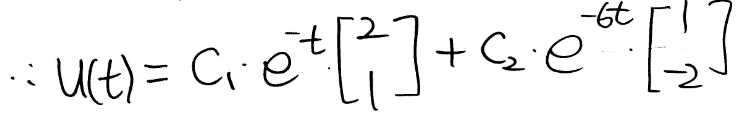 ∴ u(t) = C₁·e^{-t}[2 1] + C₂·e^{-6t}·[1 -2]